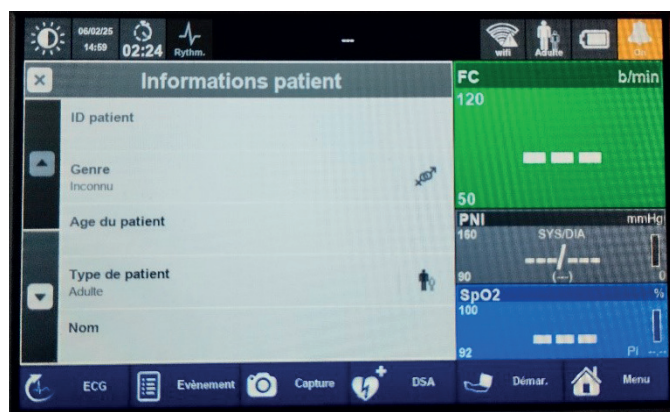 06/02/25
14:59
02:24
Rythm.
--
wifi
Adulte
On
Informations patient
ID patient
Genre
Inconnu
Age du patient
Type de patient
Adulte
Nom
FC b/min
120
---
50
PNI mmHg
160 SYS/DIA
---/---
90 (---) 0
SpO2 %
100
---
92 PI --.--
ECG Evènement Capture DSA Démar. Menu